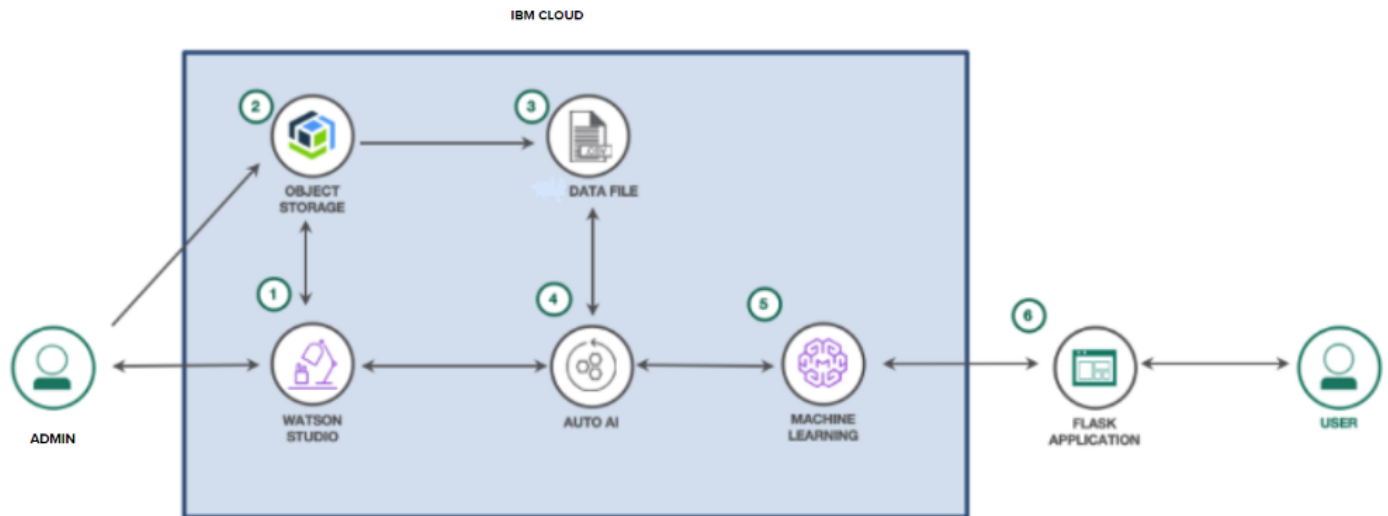 IBM CLOUD
2
3
.CSV
OBJECT
STORAGE
DATA FILE
1
4
5
6
ADMIN
WATSON
STUDIO
AUTO AI
MACHINE
LEARNING
FLASK
APPLICATION
USER